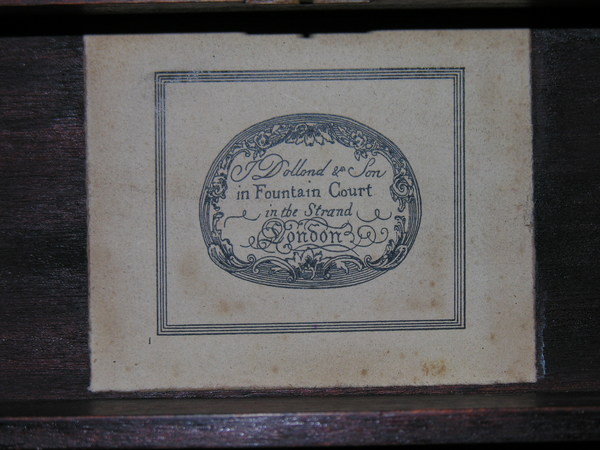 J Dollond & Son
in Fountain Court
in the Strand
London